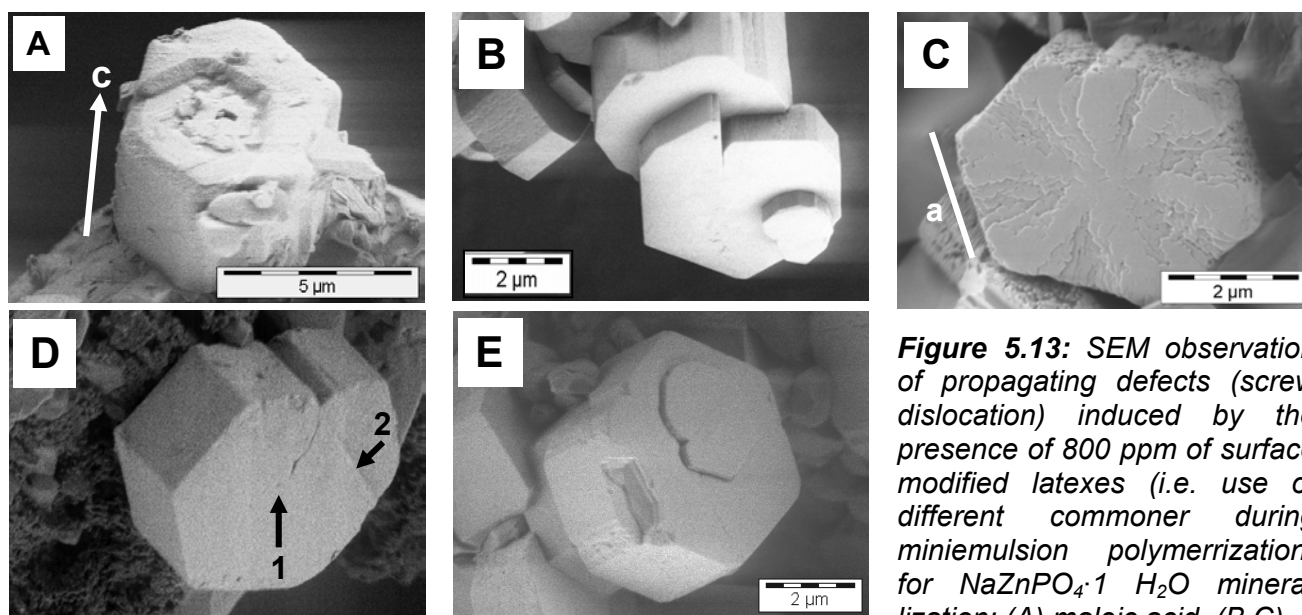 A
c
5 µm
B
2 µm
C
a
2 µm
D
1
2
E
2 µm
Figure 5.13: SEM observation
of propagating defects (screw
dislocation) induced by the
presence of 800 ppm of surface
modified latexes (i.e. use o
different commoner during
miniemulsion polymerrization
for NaZnPO₄·1 H₂O minera
lization: (A) maleic acid, (B,C)